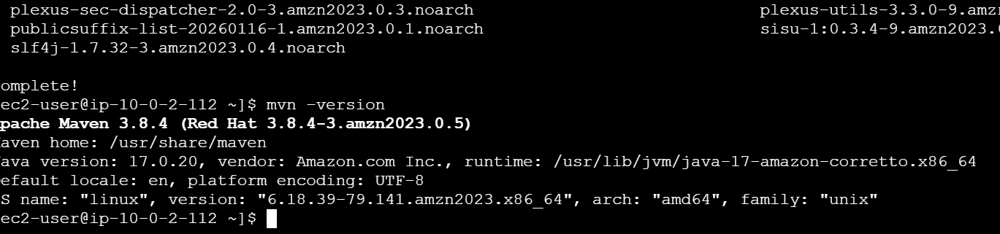 plexus-sec-dispatcher-2.0-3.amzn2023.0.3.noarch plexus-utils-3.3.0-9.amz
publicsuffix-list-20260116-1.amzn2023.0.1.noarch sisu-1:0.3.4-9.amzn2023.
slf4j-1.7.32-3.amzn2023.0.4.noarch
omplete!
ec2-user@ip-10-0-2-112 ~]$ mvn -version
pache Maven 3.8.4 (Red Hat 3.8.4-3.amzn2023.0.5)
aven home: /usr/share/maven
ava version: 17.0.20, vendor: Amazon.com Inc., runtime: /usr/lib/jvm/java-17-amazon-corretto.x86_64
efault locale: en, platform encoding: UTF-8
S name: "linux", version: "6.18.39-79.141.amzn2023.x86_64", arch: "amd64", family: "unix"
ec2-user@ip-10-0-2-112 ~]$